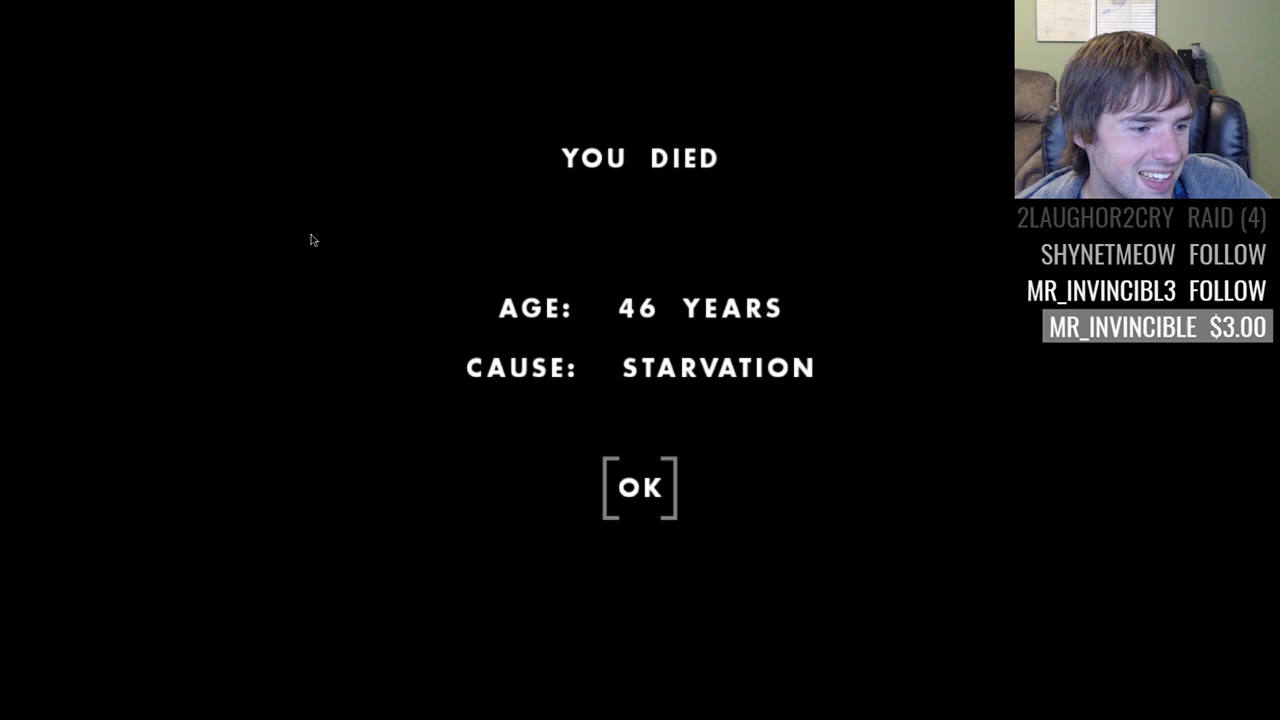 YOU DIED
AGE: 46 YEARS
CAUSE: STARVATION
OK
2LAUGHOR2CRY RAID (4)
SHYNETMEOW FOLLOW
MR_INVINCIBL3 FOLLOW
MR_INVINCIBLE $3.00